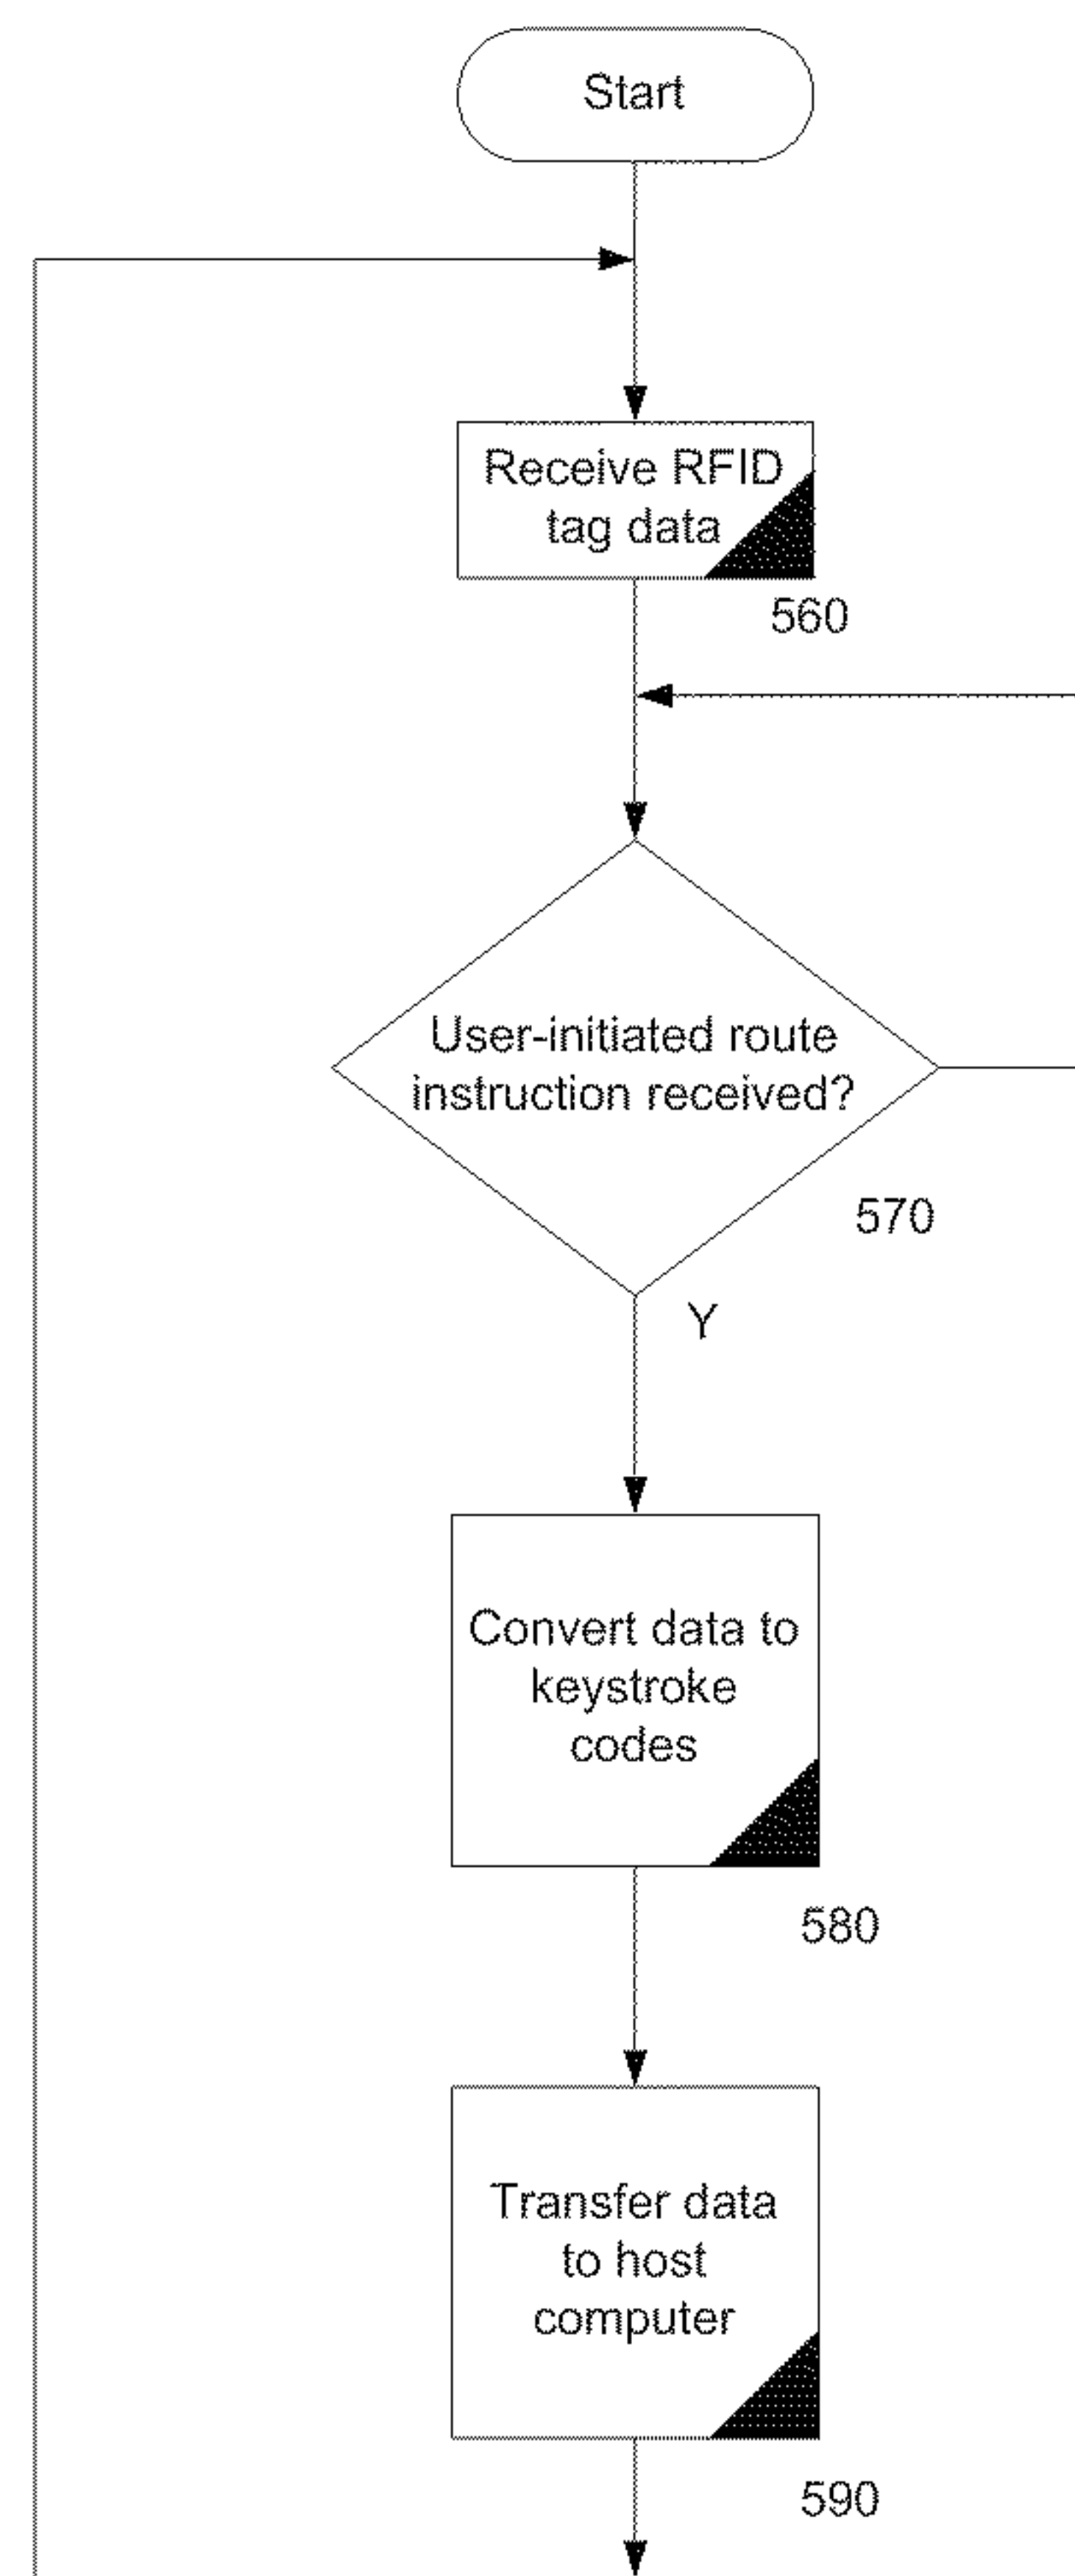 Start
Receive RFID
tag data
560
User-initiated route
instruction received?
570
Y
Convert data to
keystroke
codes
580
Transfer data
to host
computer
590